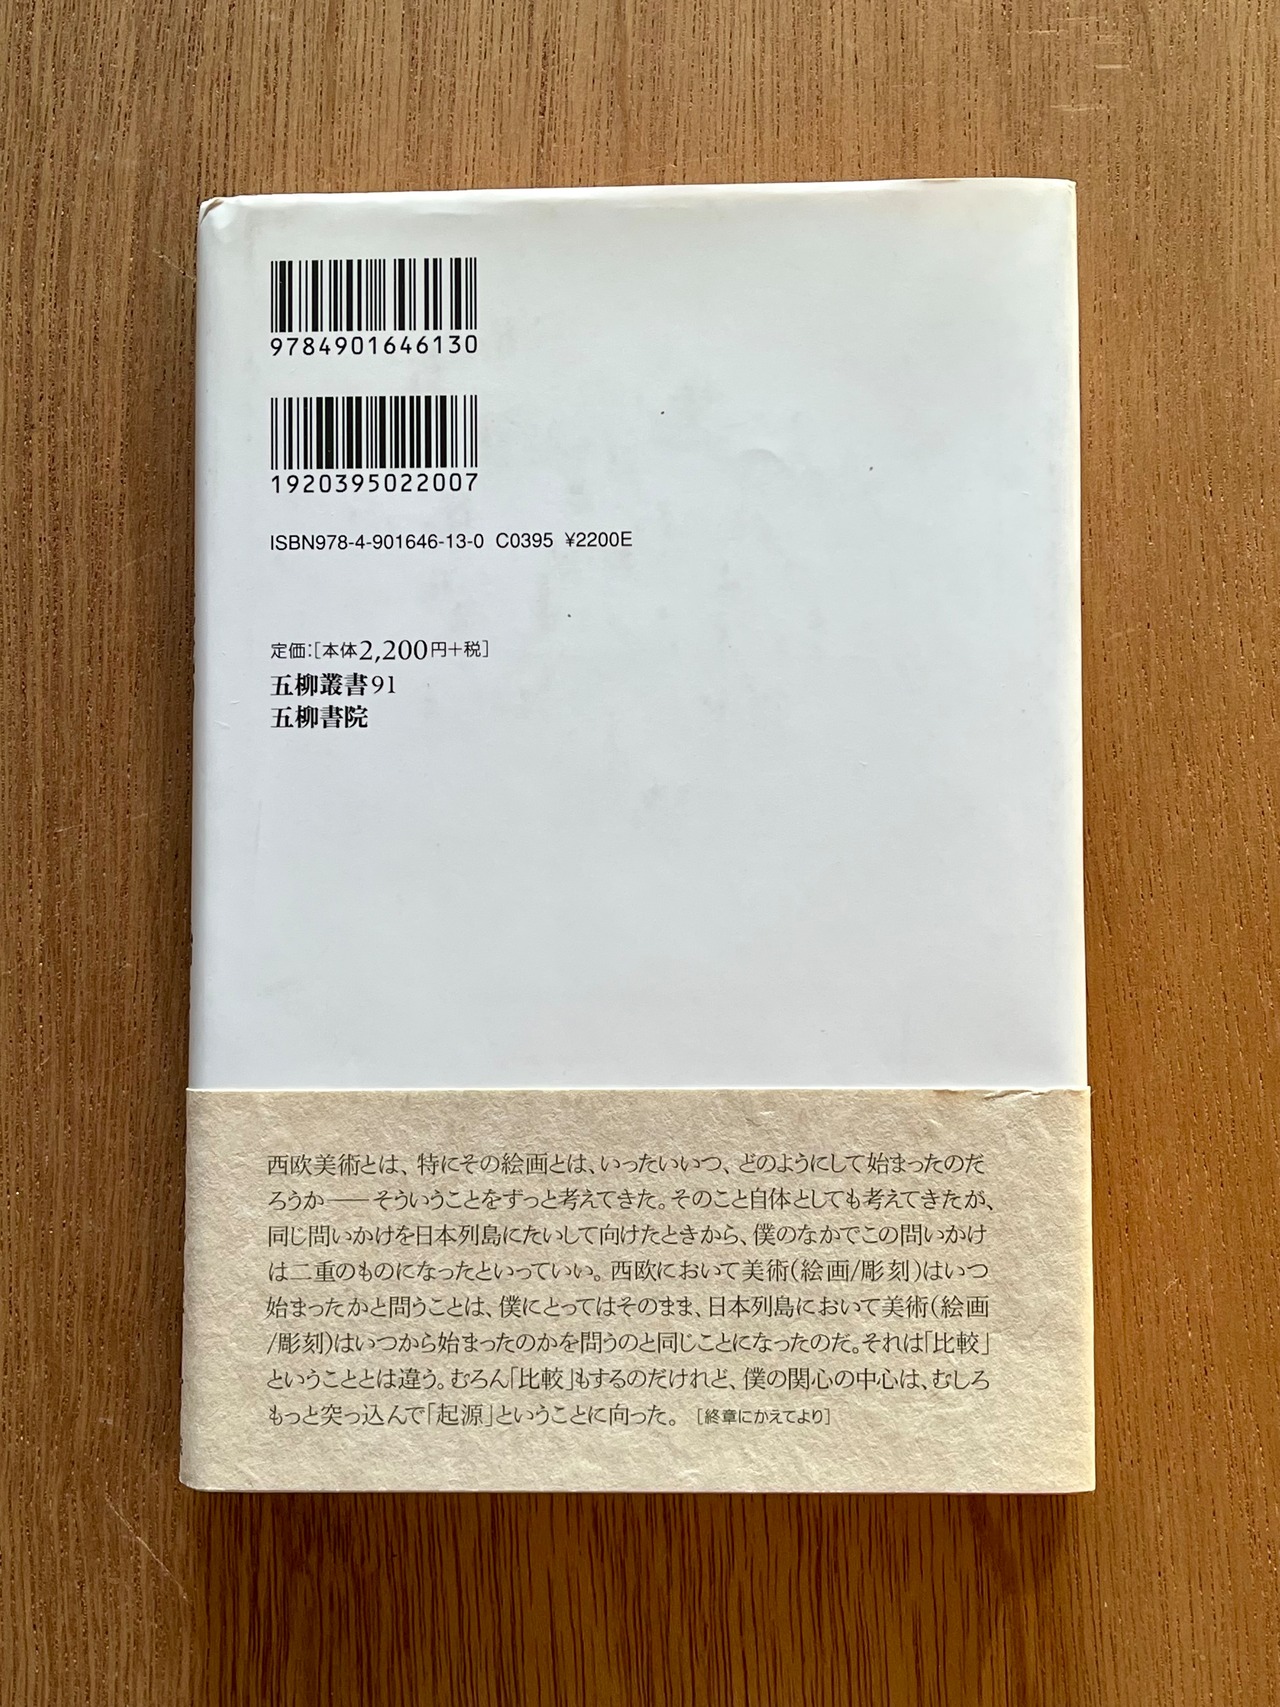 9784901646130
1920395022007
ISBN978-4-901646-13-0 C0395 ¥2200E
定価:[本体2,200円+税]
五柳叢書91
五柳書院
西欧美術とは、特にその絵画とは、いったいいつ、どのようにして始まったのだ
ろうか――そういうことをずっと考えてきた。そのこと自体としても考えてきたが、
同じ問いかけを日本列島にたいして向けたときから、僕のなかでこの問いかけ
は二重のものになったといっていい。西欧において美術(絵画/彫刻)はいつ
始まったかと問うことは、僕にとってはそのまま、日本列島において美術(絵画
/彫刻)はいつから始まったのかを問うのと同じことになったのだ。それは「比較」
ということとは違う。むろん「比較」もするのだけれど、僕の関心の中心は、むしろ
もっと突っ込んで「起源」ということに向った。 [終章にかえてより]